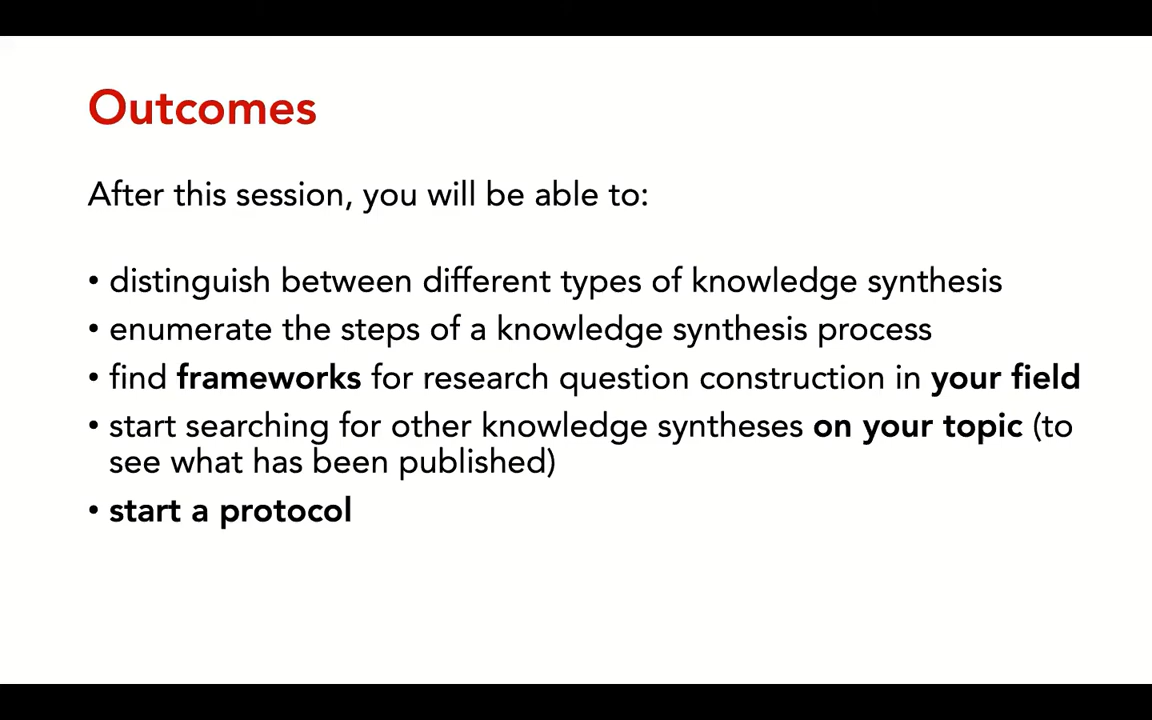 Outcomes
After this session, you will be able to:
• distinguish between different types of knowledge synthesis
• enumerate the steps of a knowledge synthesis process
• find frameworks for research question construction in your field
• start searching for other knowledge syntheses on your topic (to
see what has been published)
• start a protocol